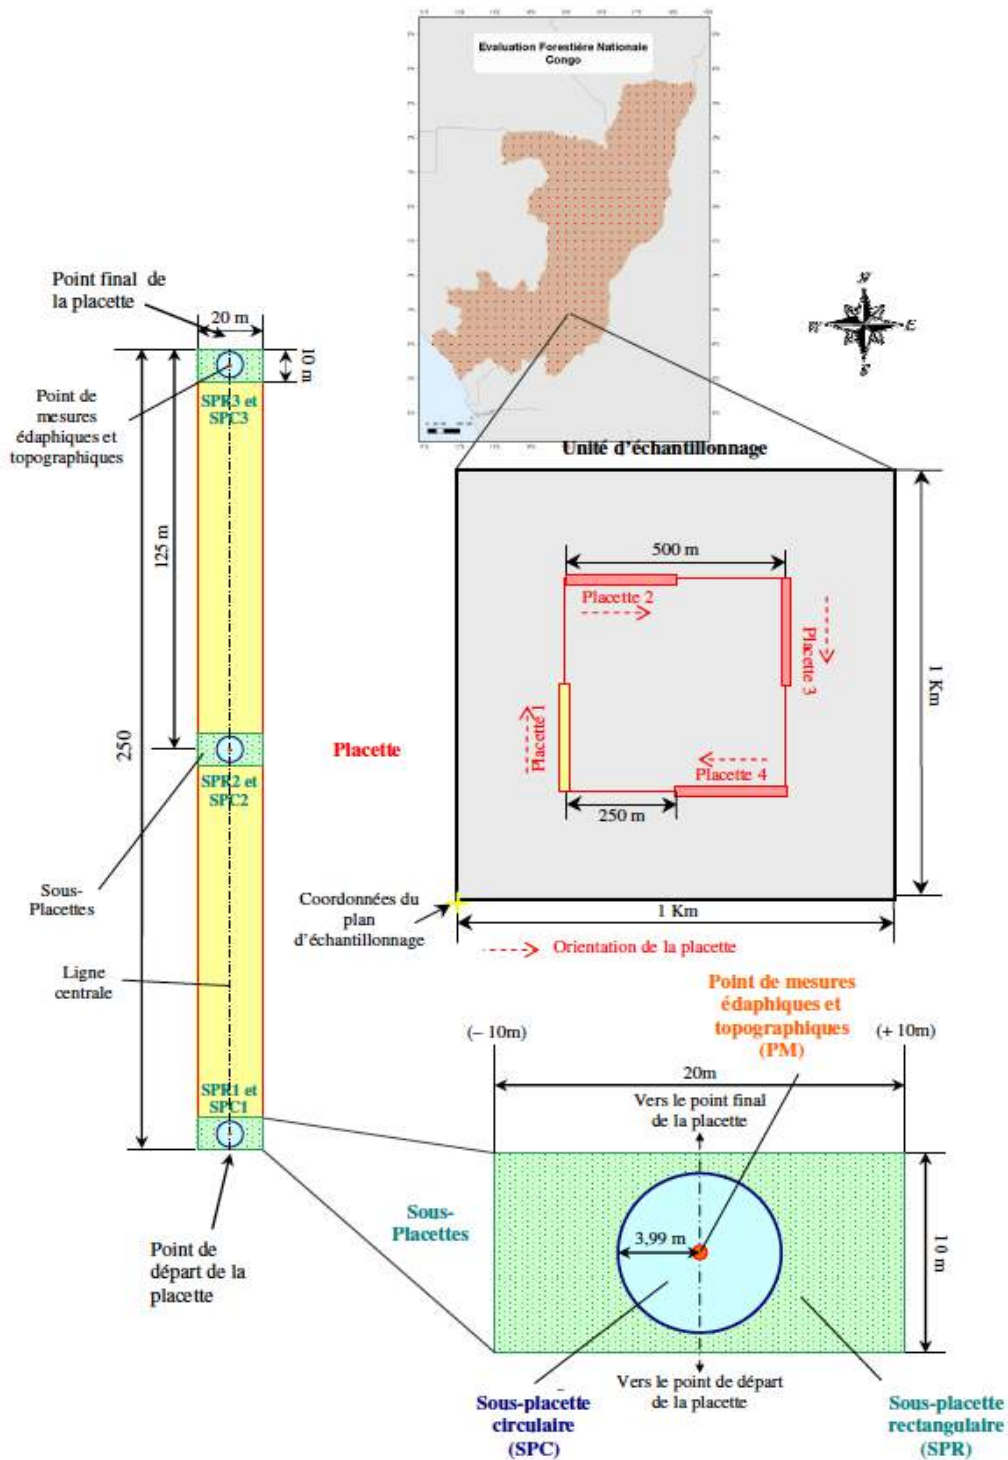 Evaluation Forestière Nationale
Congo
Point final de
la placette
20 m
10 m
N
W
E
S
Point de
mesures
édaphiques et
topographiques
SPR3 et
SPC3
125 m
250
SPR2 et
SPC2
Sous-
Placettes
Ligne
centrale
SPR1 et
SPC1
Point de
départ de la
placette
Placette
Unité d'échantillonnage
500 m
Placette 2
Placette 3
Placette 1
Placette 4
250 m
1 Km
Coordonnées du
plan
d'échantillonnage
1 Km
Orientation de la placette
Point de mesures
édaphiques et
topographiques
(PM)
(– 10m)
(+ 10m)
20m
Vers le point final
de la placette
Sous-
Placettes
3,99 m
10 m
Vers le point de départ
de la placette
Sous-placette
circulaire
(SPC)
Sous-placette
rectangulaire
(SPR)